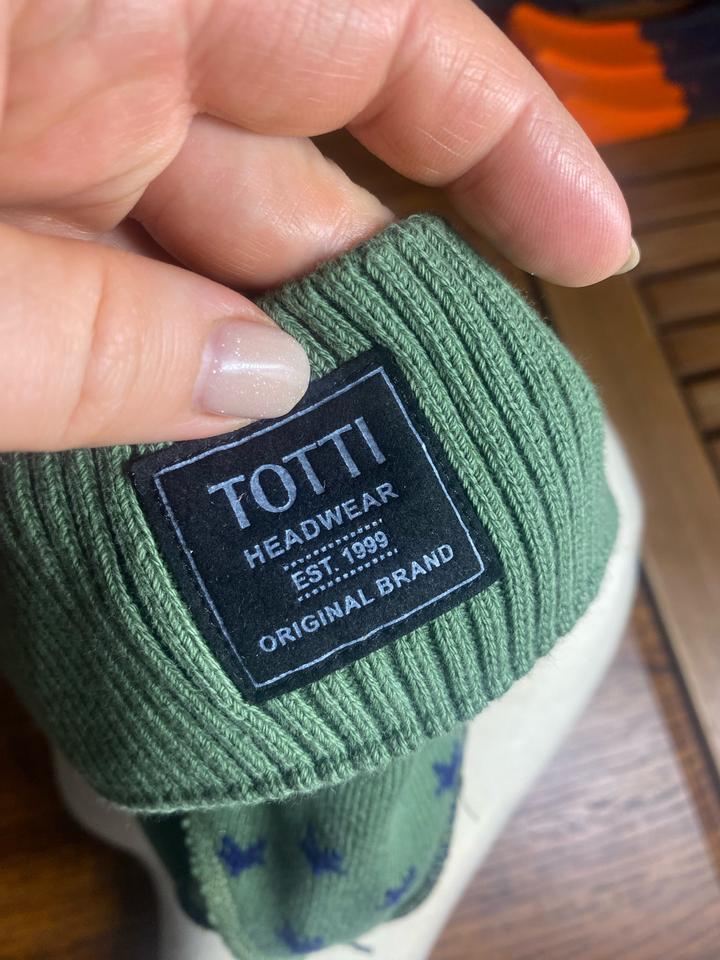 TOTTI
HEADWEAR
EST. 1999
ORIGINAL BRAND